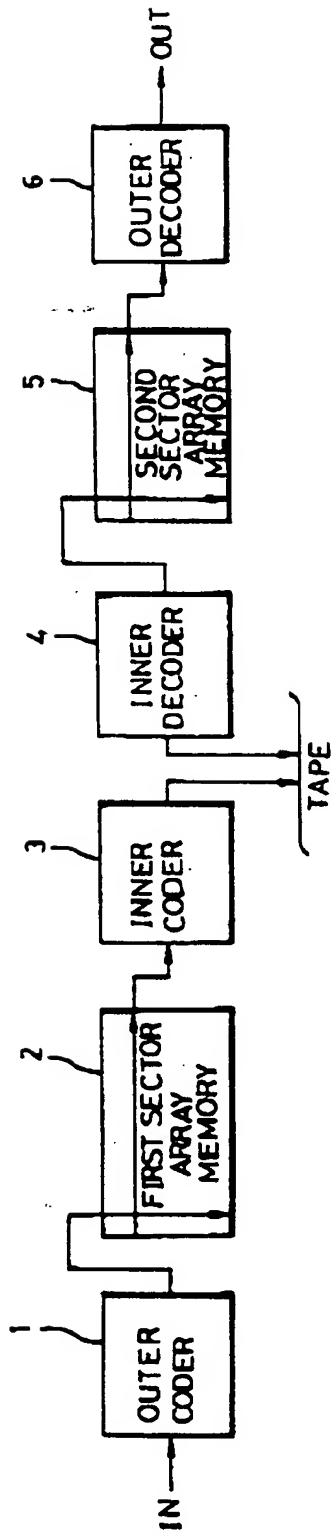 IN
1
OUTER
CODER
2
FIRST SECTOR
ARRAY
MEMORY
3
INNER
CODER
TAPE
4
INNER
DECODER
5
SECOND
SECTOR
ARRAY
MEMORY
6
OUTER
DECODER
OUT